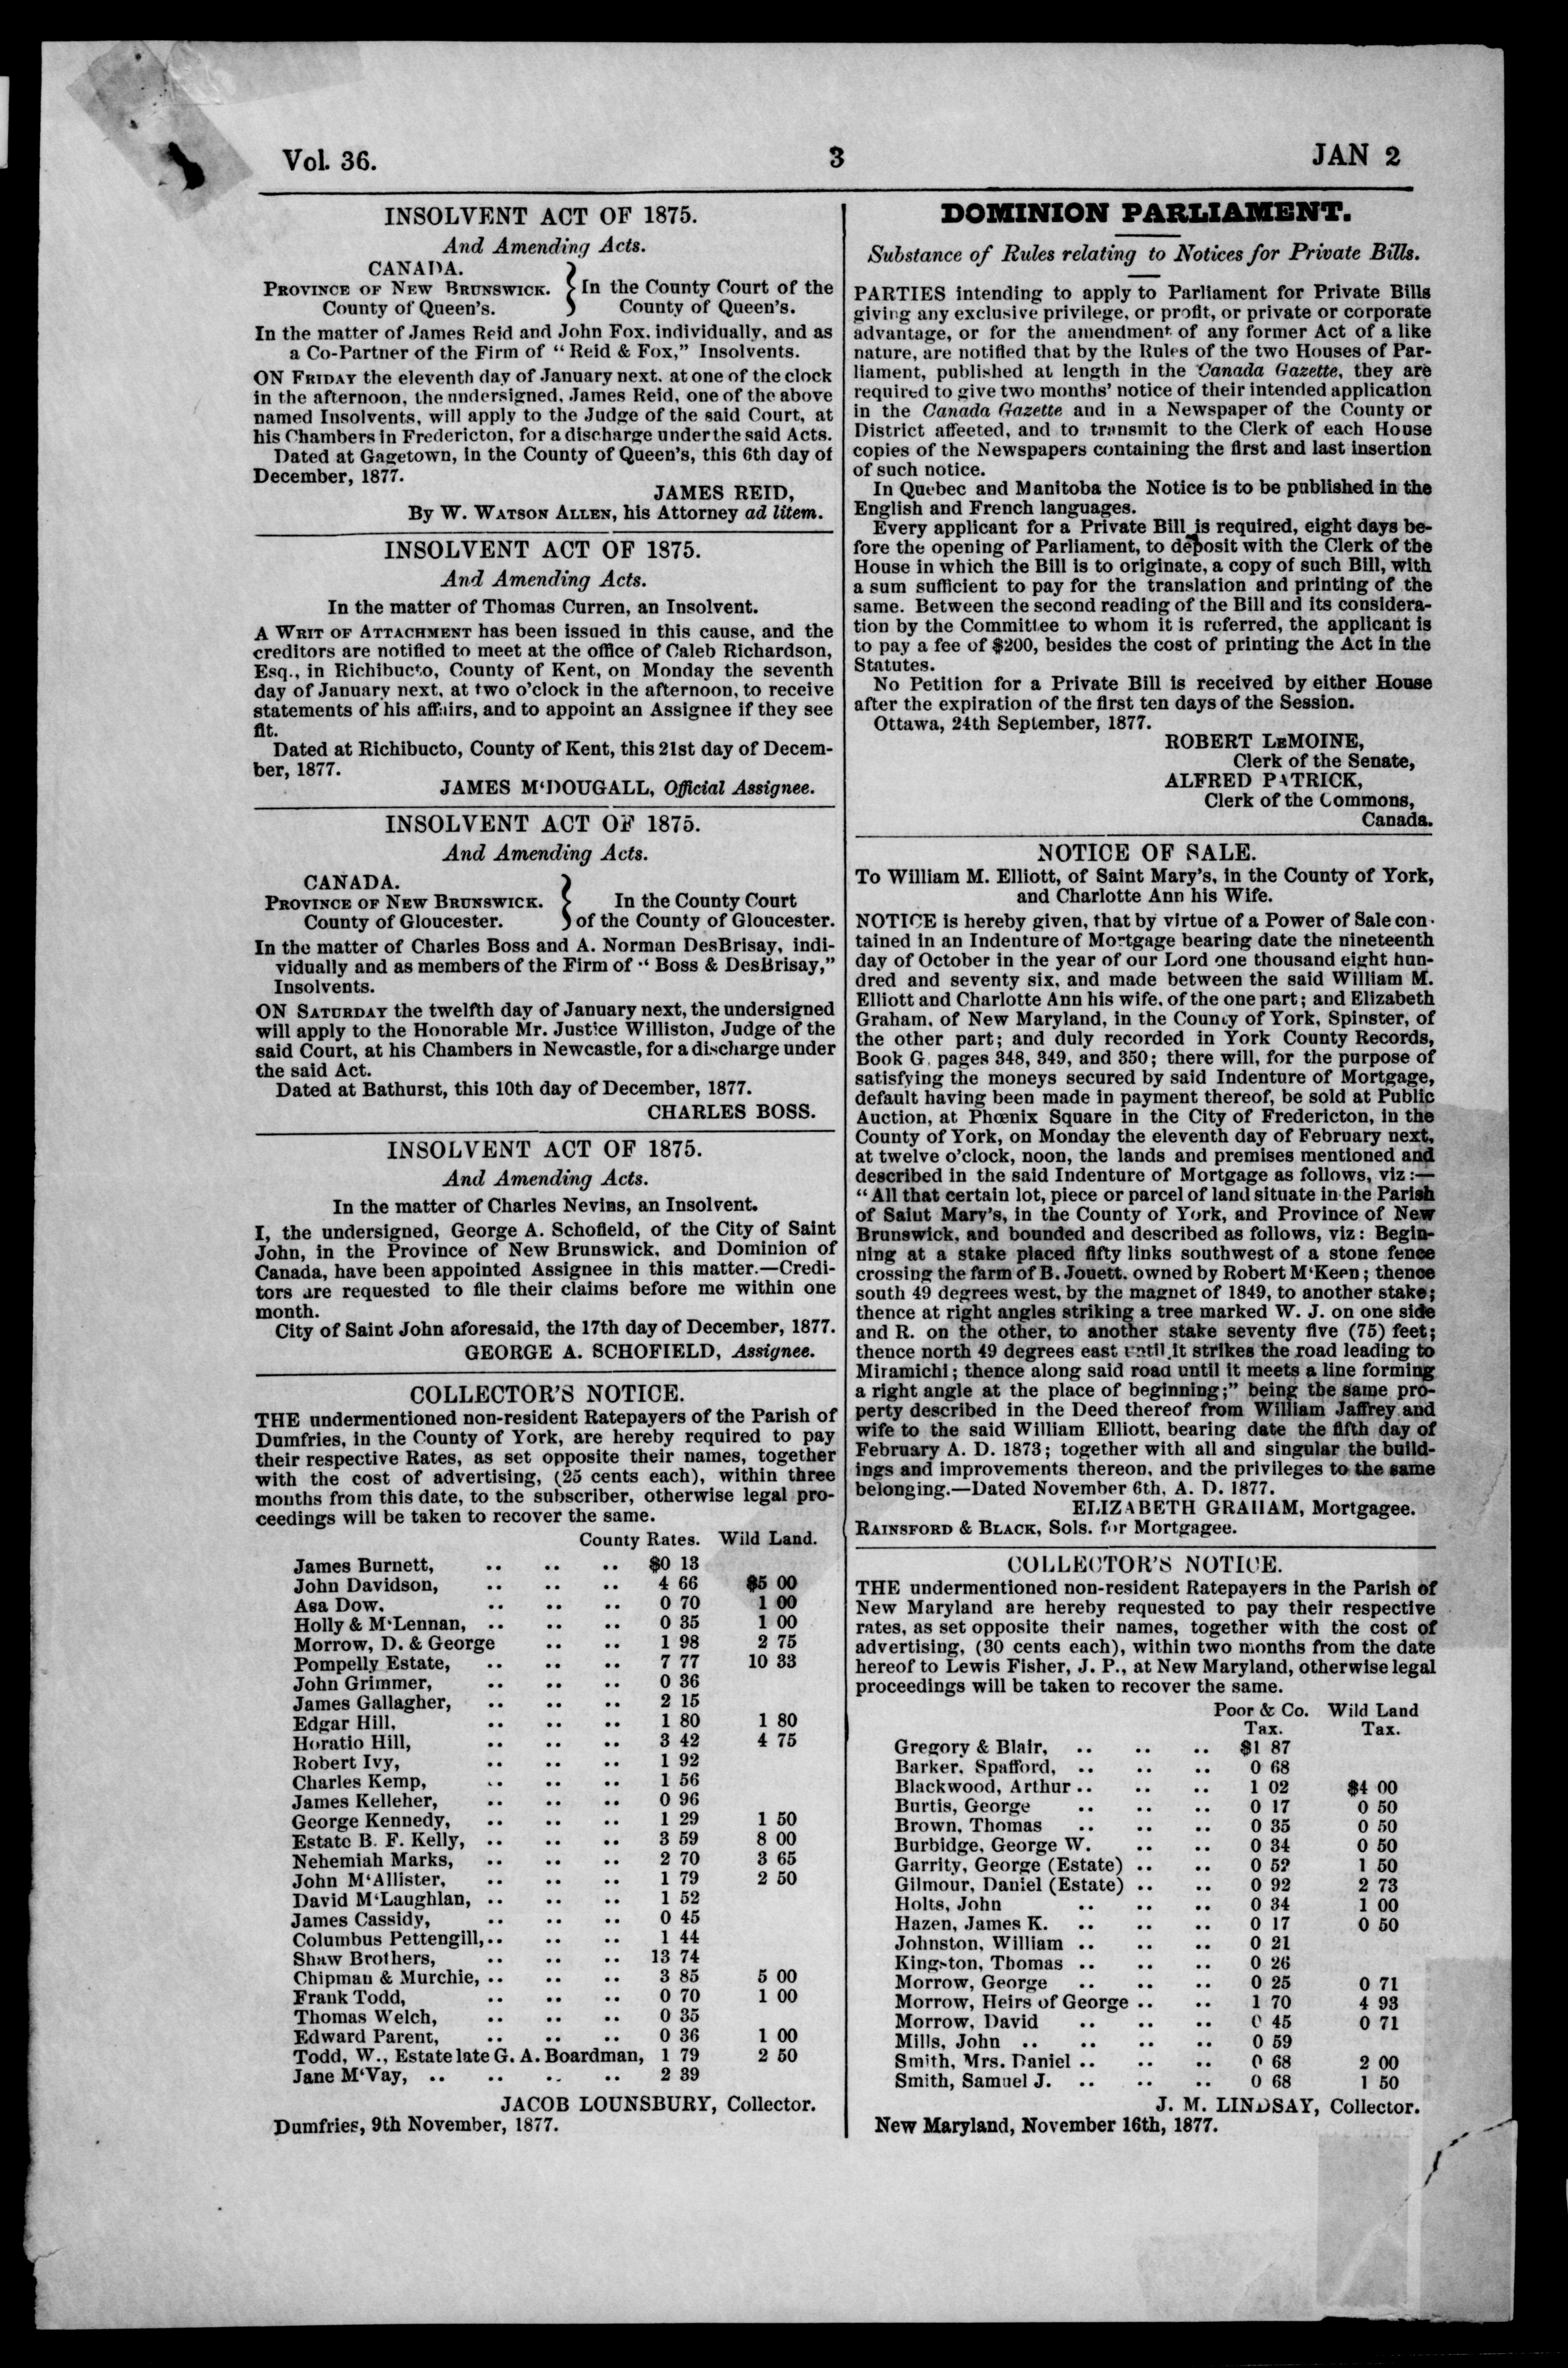 Vol. 36.
3
JAN 2
INSOLVENT ACT OF 1875.
And Amending Acts.
CANADA.
PROVINCE OF NEW BRUNSWICK. } In the County Court of the
County of Queen's. County of Queen's.
In the matter of James Reid and John Fox. individually, and as
a Co-Partner of the Firm of "Reid & Fox," Insolvents.
ON FRIDAY the eleventh day of January next. at one of the clock
in the afternoon, the undersigned, James Reid, one of the above
named Insolvents, will apply to the Judge of the said Court, at
his Chambers in Fredericton, for a discharge under the said Acts.
Dated at Gagetown, in the County of Queen's, this 6th day of
December, 1877.
JAMES REID,
By W. WATSON ALLEN, his Attorney ad litem.
INSOLVENT ACT OF 1875.
And Amending Acts.
In the matter of Thomas Curren, an Insolvent.
A WRIT OF ATTACHMENT has been issued in this cause, and the
creditors are notified to meet at the office of Caleb Richardson,
Esq., in Richibucto, County of Kent, on Monday the seventh
day of January next, at two o'clock in the afternoon, to receive
statements of his affairs, and to appoint an Assignee if they see
fit.
Dated at Richibucto, County of Kent, this 21st day of Decem-
ber, 1877.
JAMES M'DOUGALL, Official Assignee.
INSOLVENT ACT OF 1875.
And Amending Acts.
CANADA.
PROVINCE OF NEW BRUNSWICK. } In the County Court
County of Gloucester. of the County of Gloucester.
In the matter of Charles Boss and A. Norman DesBrisay, indi-
vidually and as members of the Firm of "Boss & DesBrisay,"
Insolvents.
ON SATURDAY the twelfth day of January next, the undersigned
will apply to the Honorable Mr. Justice Williston, Judge of the
said Court, at his Chambers in Newcastle, for a discharge under
the said Act.
Dated at Bathurst, this 10th day of December, 1877.
CHARLES BOSS.
INSOLVENT ACT OF 1875.
And Amending Acts.
In the matter of Charles Nevins, an Insolvent.
I, the undersigned, George A. Schofield, of the City of Saint
John, in the Province of New Brunswick, and Dominion of
Canada, have been appointed Assignee in this matter.—Credi-
tors are requested to file their claims before me within one
month.
City of Saint John aforesaid, the 17th day of December, 1877.
GEORGE A. SCHOFIELD, Assignee.
COLLECTOR'S NOTICE.
THE undermentioned non-resident Ratepayers of the Parish of
Dumfries, in the County of York, are hereby required to pay
their respective Rates, as set opposite their names, together
with the cost of advertising, (25 cents each), within three
months from this date, to the subscriber, otherwise legal pro-
ceedings will be taken to recover the same.
County Rates. Wild Land.
James Burnett, .. .. .. $0 13
John Davidson, .. .. .. 4 66 $5 00
Asa Dow, .. .. .. 0 70 1 00
Holly & M'Lennan, .. .. .. 0 35 1 00
Morrow, D. & George .. .. 1 98 2 75
Pompelly Estate, .. .. .. 7 77 10 33
John Grimmer, .. .. .. 0 36
James Gallagher, .. .. .. 2 15
Edgar Hill, .. .. .. 1 80 1 80
Horatio Hill, .. .. .. 3 42 4 75
Robert Ivy, .. .. .. 1 92
Charles Kemp, .. .. .. 1 56
James Kelleher, .. .. .. 0 96
George Kennedy, .. .. .. 1 29 1 50
Estate B. F. Kelly, .. .. .. 3 59 8 00
Nehemiah Marks, .. .. .. 2 70 3 65
John M'Allister, .. .. .. 1 79 2 50
David M'Laughlan, .. .. .. 1 52
James Cassidy, .. .. .. 0 45
Columbus Pettengill, .. .. .. 1 44
Shaw Brothers, .. .. .. 13 74
Chipman & Murchie, .. .. .. 3 85 5 00
Frank Todd, .. .. .. 0 70 1 00
Thomas Welch, .. .. .. 0 35
Edward Parent, .. .. .. 0 36 1 00
Todd, W., Estate late G. A. Boardman, 1 79 2 50
Jane M'Vay, .. .. .. .. 2 39
JACOB LOUNSBURY, Collector.
Dumfries, 9th November, 1877.
DOMINION PARLIAMENT.
Substance of Rules relating to Notices for Private Bills.
PARTIES intending to apply to Parliament for Private Bills
giving any exclusive privilege, or profit, or private or corporate
advantage, or for the amendment of any former Act of a like
nature, are notified that by the Rules of the two Houses of Par-
liament, published at length in the Canada Gazette, they are
required to give two months' notice of their intended application
in the Canada Gazette and in a Newspaper of the County or
District affected, and to transmit to the Clerk of each House
copies of the Newspapers containing the first and last insertion
of such notice.
In Quebec and Manitoba the Notice is to be published in the
English and French languages.
Every applicant for a Private Bill is required, eight days be-
fore the opening of Parliament, to deposit with the Clerk of the
House in which the Bill is to originate, a copy of such Bill, with
a sum sufficient to pay for the translation and printing of the
same. Between the second reading of the Bill and its considera-
tion by the Committee to whom it is referred, the applicant is
to pay a fee of $200, besides the cost of printing the Act in the
Statutes.
No Petition for a Private Bill is received by either House
after the expiration of the first ten days of the Session.
Ottawa, 24th September, 1877.
ROBERT LEMOINE,
Clerk of the Senate,
ALFRED PATRICK,
Clerk of the Commons,
Canada.
NOTICE OF SALE.
To William M. Elliott, of Saint Mary's, in the County of York,
and Charlotte Ann his Wife.
NOTICE is hereby given, that by virtue of a Power of Sale con-
tained in an Indenture of Mortgage bearing date the nineteenth
day of October in the year of our Lord one thousand eight hun-
dred and seventy six, and made between the said William M.
Elliott and Charlotte Ann his wife, of the one part; and Elizabeth
Graham, of New Maryland, in the County of York, Spinster, of
the other part; and duly recorded in York County Records,
Book G, pages 348, 349, and 350; there will, for the purpose of
satisfying the moneys secured by said Indenture of Mortgage,
default having been made in payment thereof, be sold at Public
Auction, at Phœnix Square in the City of Fredericton, in the
County of York, on Monday the eleventh day of February next,
at twelve o'clock, noon, the lands and premises mentioned and
described in the said Indenture of Mortgage as follows, viz:—
"All that certain lot, piece or parcel of land situate in the Parish
of Saint Mary's, in the County of York, and Province of New
Brunswick, and bounded and described as follows, viz: Begin-
ning at a stake placed fifty links southwest of a stone fence
crossing the farm of B. Jouett, owned by Robert M'Keen; thence
south 49 degrees west, by the magnet of 1849, to another stake;
thence at right angles striking a tree marked W. J. on one side
and R. on the other, to another stake seventy five (75) feet;
thence north 49 degrees east until it strikes the road leading to
Miramichi; thence along said road until it meets a line forming
a right angle at the place of beginning;" being the same pro-
perty described in the Deed thereof from William Jaffrey and
wife to the said William Elliott, bearing date the fifth day of
February A. D. 1873; together with all and singular the build-
ings and improvements thereon, and the privileges to the same
belonging.—Dated November 6th, A. D. 1877.
ELIZABETH GRAHAM, Mortgagee.
RAINSFORD & BLACK, Sols. for Mortgagee.
COLLECTOR'S NOTICE.
THE undermentioned non-resident Ratepayers in the Parish of
New Maryland are hereby requested to pay their respective
rates, as set opposite their names, together with the cost of
advertising, (30 cents each), within two months from the date
hereof to Lewis Fisher, J. P., at New Maryland, otherwise legal
proceedings will be taken to recover the same.
Poor & Co. Wild Land
Tax. Tax.
Gregory & Blair, .. .. .. $1 87
Barker, Spafford, .. .. .. 0 68
Blackwood, Arthur .. .. .. 1 02 $4 00
Burtis, George .. .. .. 0 17 0 50
Brown, Thomas .. .. .. 0 35 0 50
Burbidge, George W. .. .. 0 34 0 50
Garrity, George (Estate) .. .. 0 52 1 50
Gilmour, Daniel (Estate) .. .. 0 92 2 73
Holts, John .. .. .. 0 34 1 00
Hazen, James K. .. .. .. 0 17 0 50
Johnston, William .. .. .. 0 21
Kingston, Thomas .. .. .. 0 26
Morrow, George .. .. .. 0 25 0 71
Morrow, Heirs of George .. .. 1 70 4 93
Morrow, David .. .. .. 0 45 0 71
Mills, John .. .. .. .. 0 59
Smith, Mrs. Daniel .. .. .. 0 68 2 00
Smith, Samuel J. .. .. .. 0 68 1 50
J. M. LINDSAY, Collector.
New Maryland, November 16th, 1877.